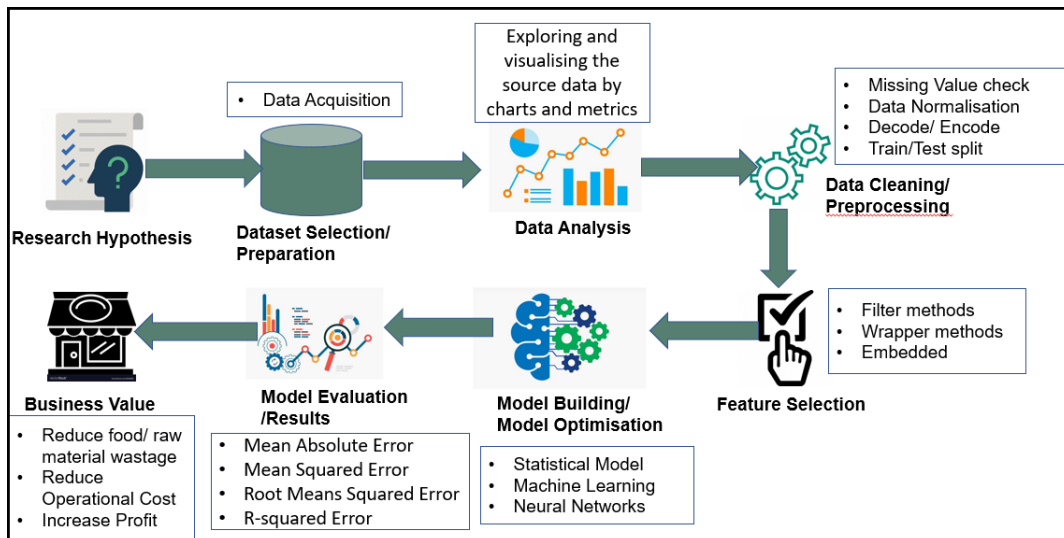 Research Hypothesis
• Data Acquisition
Dataset Selection/
Preparation
Exploring and
visualising the
source data by
charts and metrics
Data Analysis
• Missing Value check
• Data Normalisation
• Decode/ Encode
• Train/Test split
Data Cleaning/
Preprocessing
• Filter methods
• Wrapper methods
• Embedded
Feature Selection
Model Building/
Model Optimisation
• Statistical Model
• Machine Learning
• Neural Networks
Model Evaluation
/Results
• Mean Absolute Error
• Mean Squared Error
• Root Means Squared Error
• R-squared Error
Business Value
• Reduce food/ raw
material wastage
• Reduce
Operational Cost
• Increase Profit